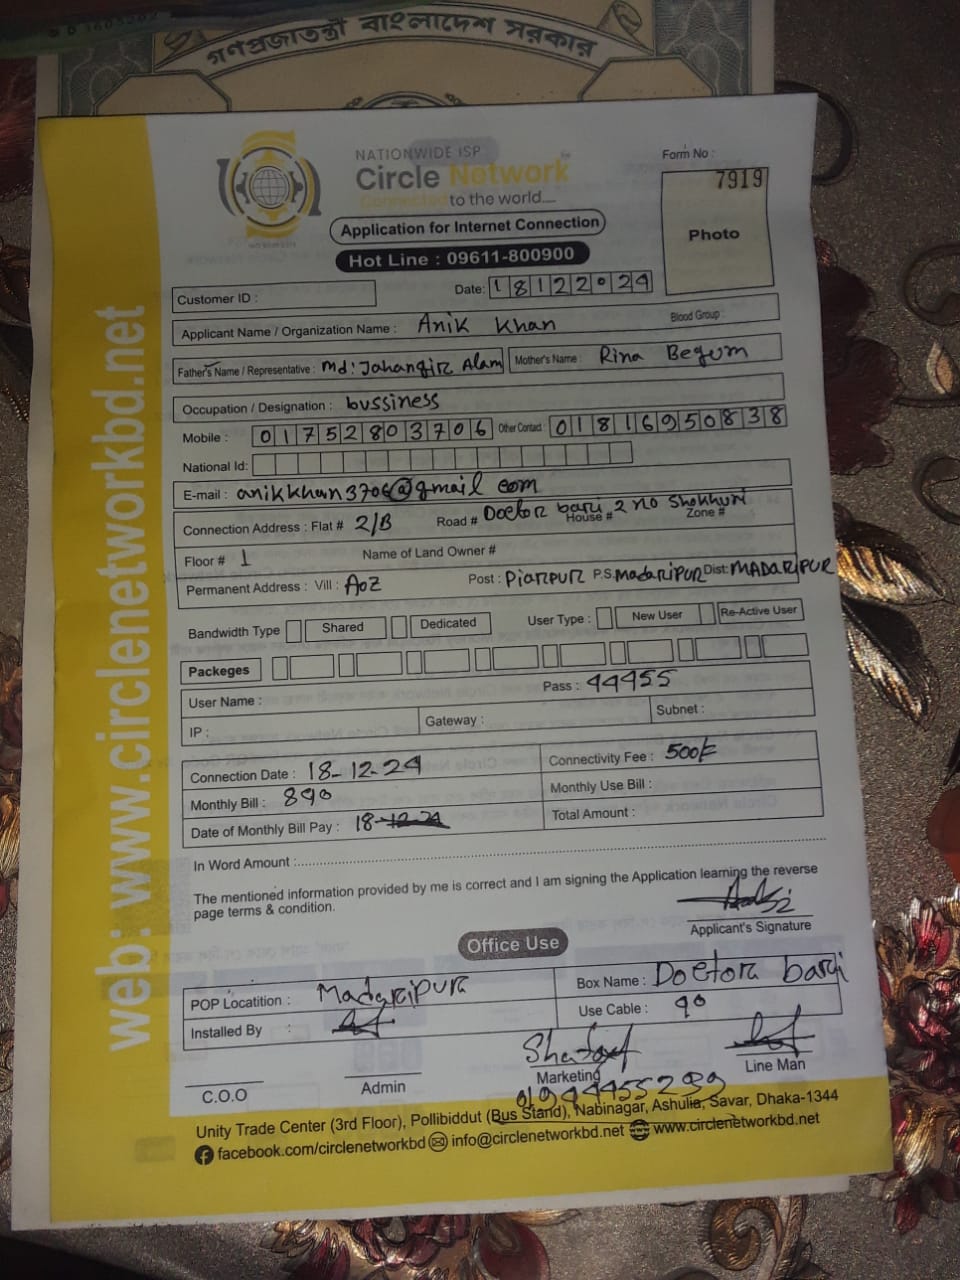 গণপ্রজাতন্ত্রী বাংলাদেশ সরকার
NATIONWIDE ISP
Circle Network
Connected to the world....
Form No :
7919
Photo
Application for Internet Connection
Hot Line : 09611-800900
Customer ID :
Date: 18122024
Applicant Name / Organization Name : Anik Khan Blood Group :
Father's Name / Representative : Md: Jahangir Alam Mother's Name : Rina Begum
Occupation / Designation : bussiness
Mobile : 01752803706 Other Contact 01816950838
National Id:
E-mail : anikkhan3706@gmail com
Connection Address : Flat # 2/B Road # Doctor bari House # 2 no Shokhuni Zone #
Floor # 1 Name of Land Owner #
Permanent Address : Vill : AOZ Post : Piarpur P.S. Madaripur Dist: MADARIPUR
Bandwidth Type Shared Dedicated User Type : New User Re-Active User
Packeges
User Name : Pass : 44455
IP : Gateway : Subnet :
Connection Date : 18-12-24 Connectivity Fee : 500/-
Monthly Bill : 890 Monthly Use Bill :
Date of Monthly Bill Pay : 18-12-24 Total Amount :
In Word Amount :
The mentioned information provided by me is correct and I am signing the Application learning the reverse
page terms & condition.
Applicant's Signature
Office Use
POP Locatition : Madaripur Box Name : Doctor bari
Installed By : Use Cable : 90
C.O.O Admin Marketing Line Man
Unity Trade Center (3rd Floor), Pollibiddut (Bus Stand), Nabinagar, Ashulia, Savar, Dhaka-1344
facebook.com/circlenetworkbd info@circlenetworkbd.net www.circlenetworkbd.net
web: www.circlenetworkbd.net